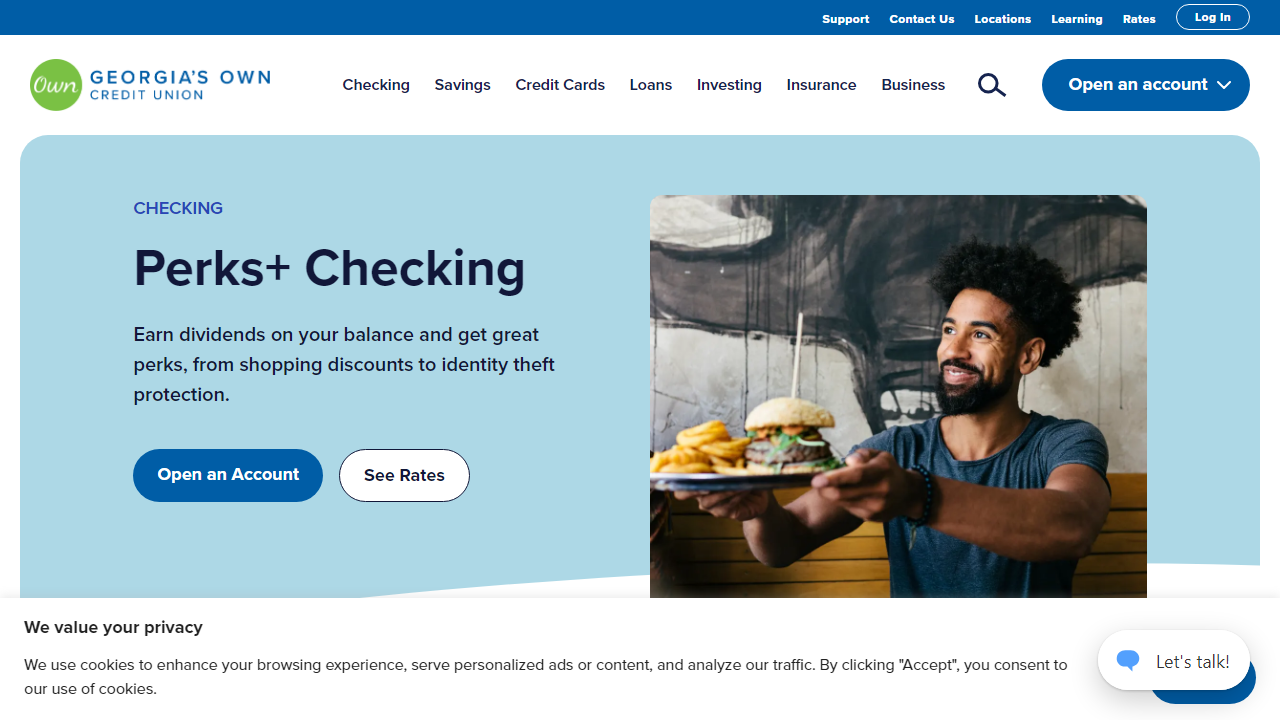 Support Contact Us Locations Learning Rates Log In
Own GEORGIA'S OWN
CREDIT UNION
Checking Savings Credit Cards Loans Investing Insurance Business Open an account
CHECKING
Perks+ Checking
Earn dividends on your balance and get great
perks, from shopping discounts to identity theft
protection.
Open an Account See Rates
We value your privacy
We use cookies to enhance your browsing experience, serve personalized ads or content, and analyze our traffic. By clicking "Accept", you consent to
our use of cookies.
Let's talk!